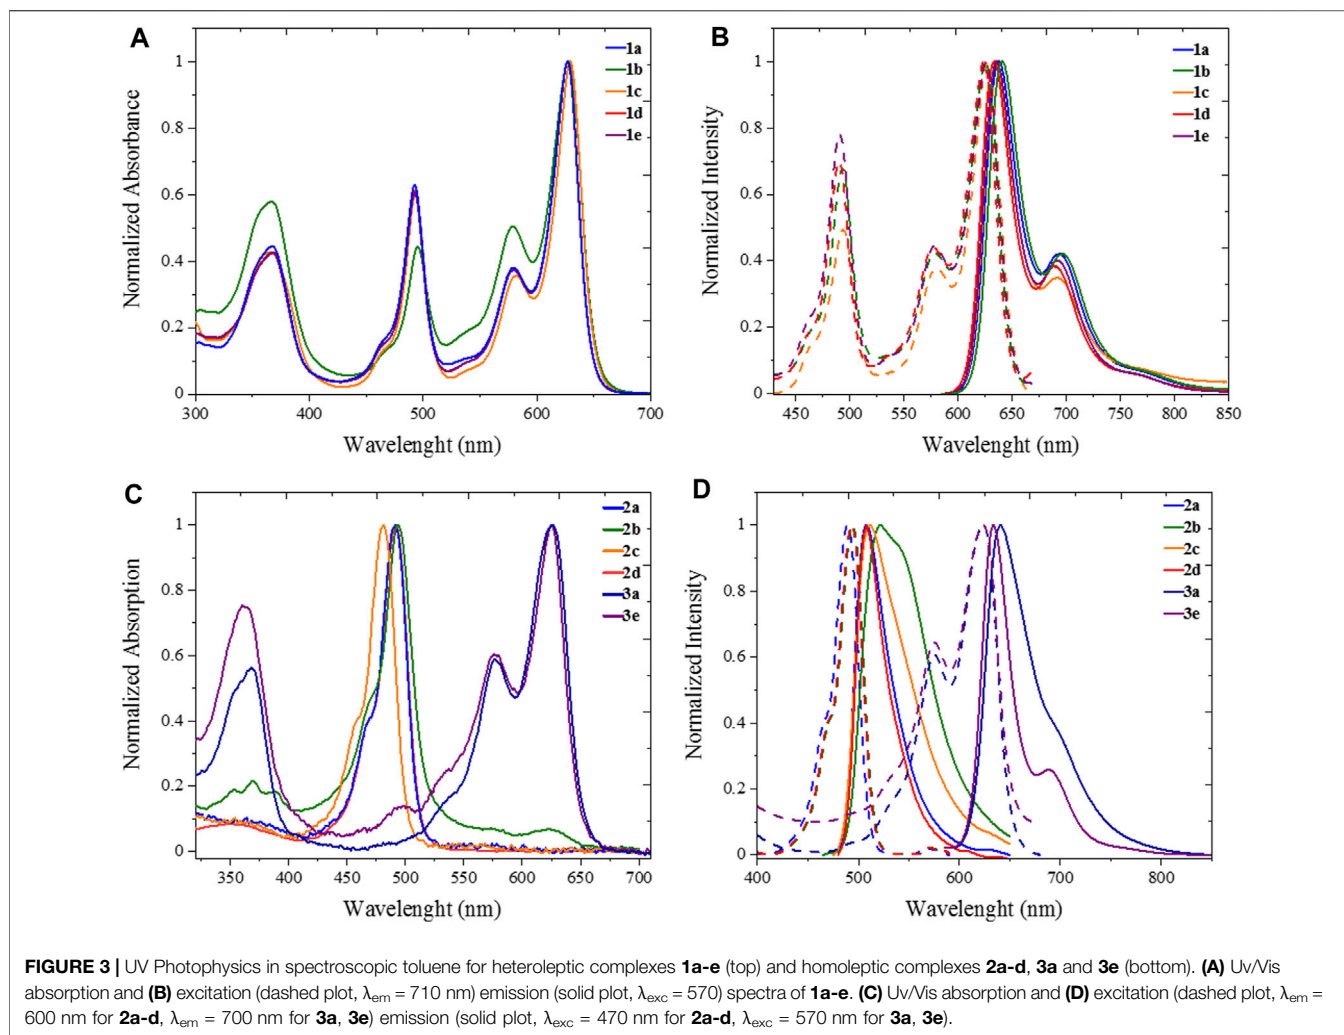 A
1a
1b
1c
1d
1e
1
0.8
0.6
0.4
0.2
0
300
400
500
600
700
Normalized Absorbance
Wavelenght (nm)
B
1a
1b
1c
1d
1e
1
0.8
0.6
0.4
0.2
0
450
500
550
600
650
700
750
800
850
Normalized Intensity
Wavelenght (nm)
C
2a
2b
2c
2d
3a
3e
1
0.8
0.6
0.4
0.2
0
350
400
450
500
550
600
650
700
Normalized Absorption
Wavelenght (nm)
D
2a
2b
2c
2d
3a
3e
1
0.8
0.6
0.4
0.2
0
400
500
600
700
800
Normalized Intensity
Wavelenght (nm)
FIGURE 3 | UV Photophysics in spectroscopic toluene for heteroleptic complexes 1a-e (top) and homoleptic complexes 2a-d, 3a and 3e (bottom). (A) Uv/Vis
absorption and (B) excitation (dashed plot, λem = 710 nm) emission (solid plot, λexc = 570) spectra of 1a-e. (C) Uv/Vis absorption and (D) excitation (dashed plot, λem =
600 nm for 2a-d, λem = 700 nm for 3a, 3e) emission (solid plot, λexc = 470 nm for 2a-d, λexc = 570 nm for 3a, 3e).